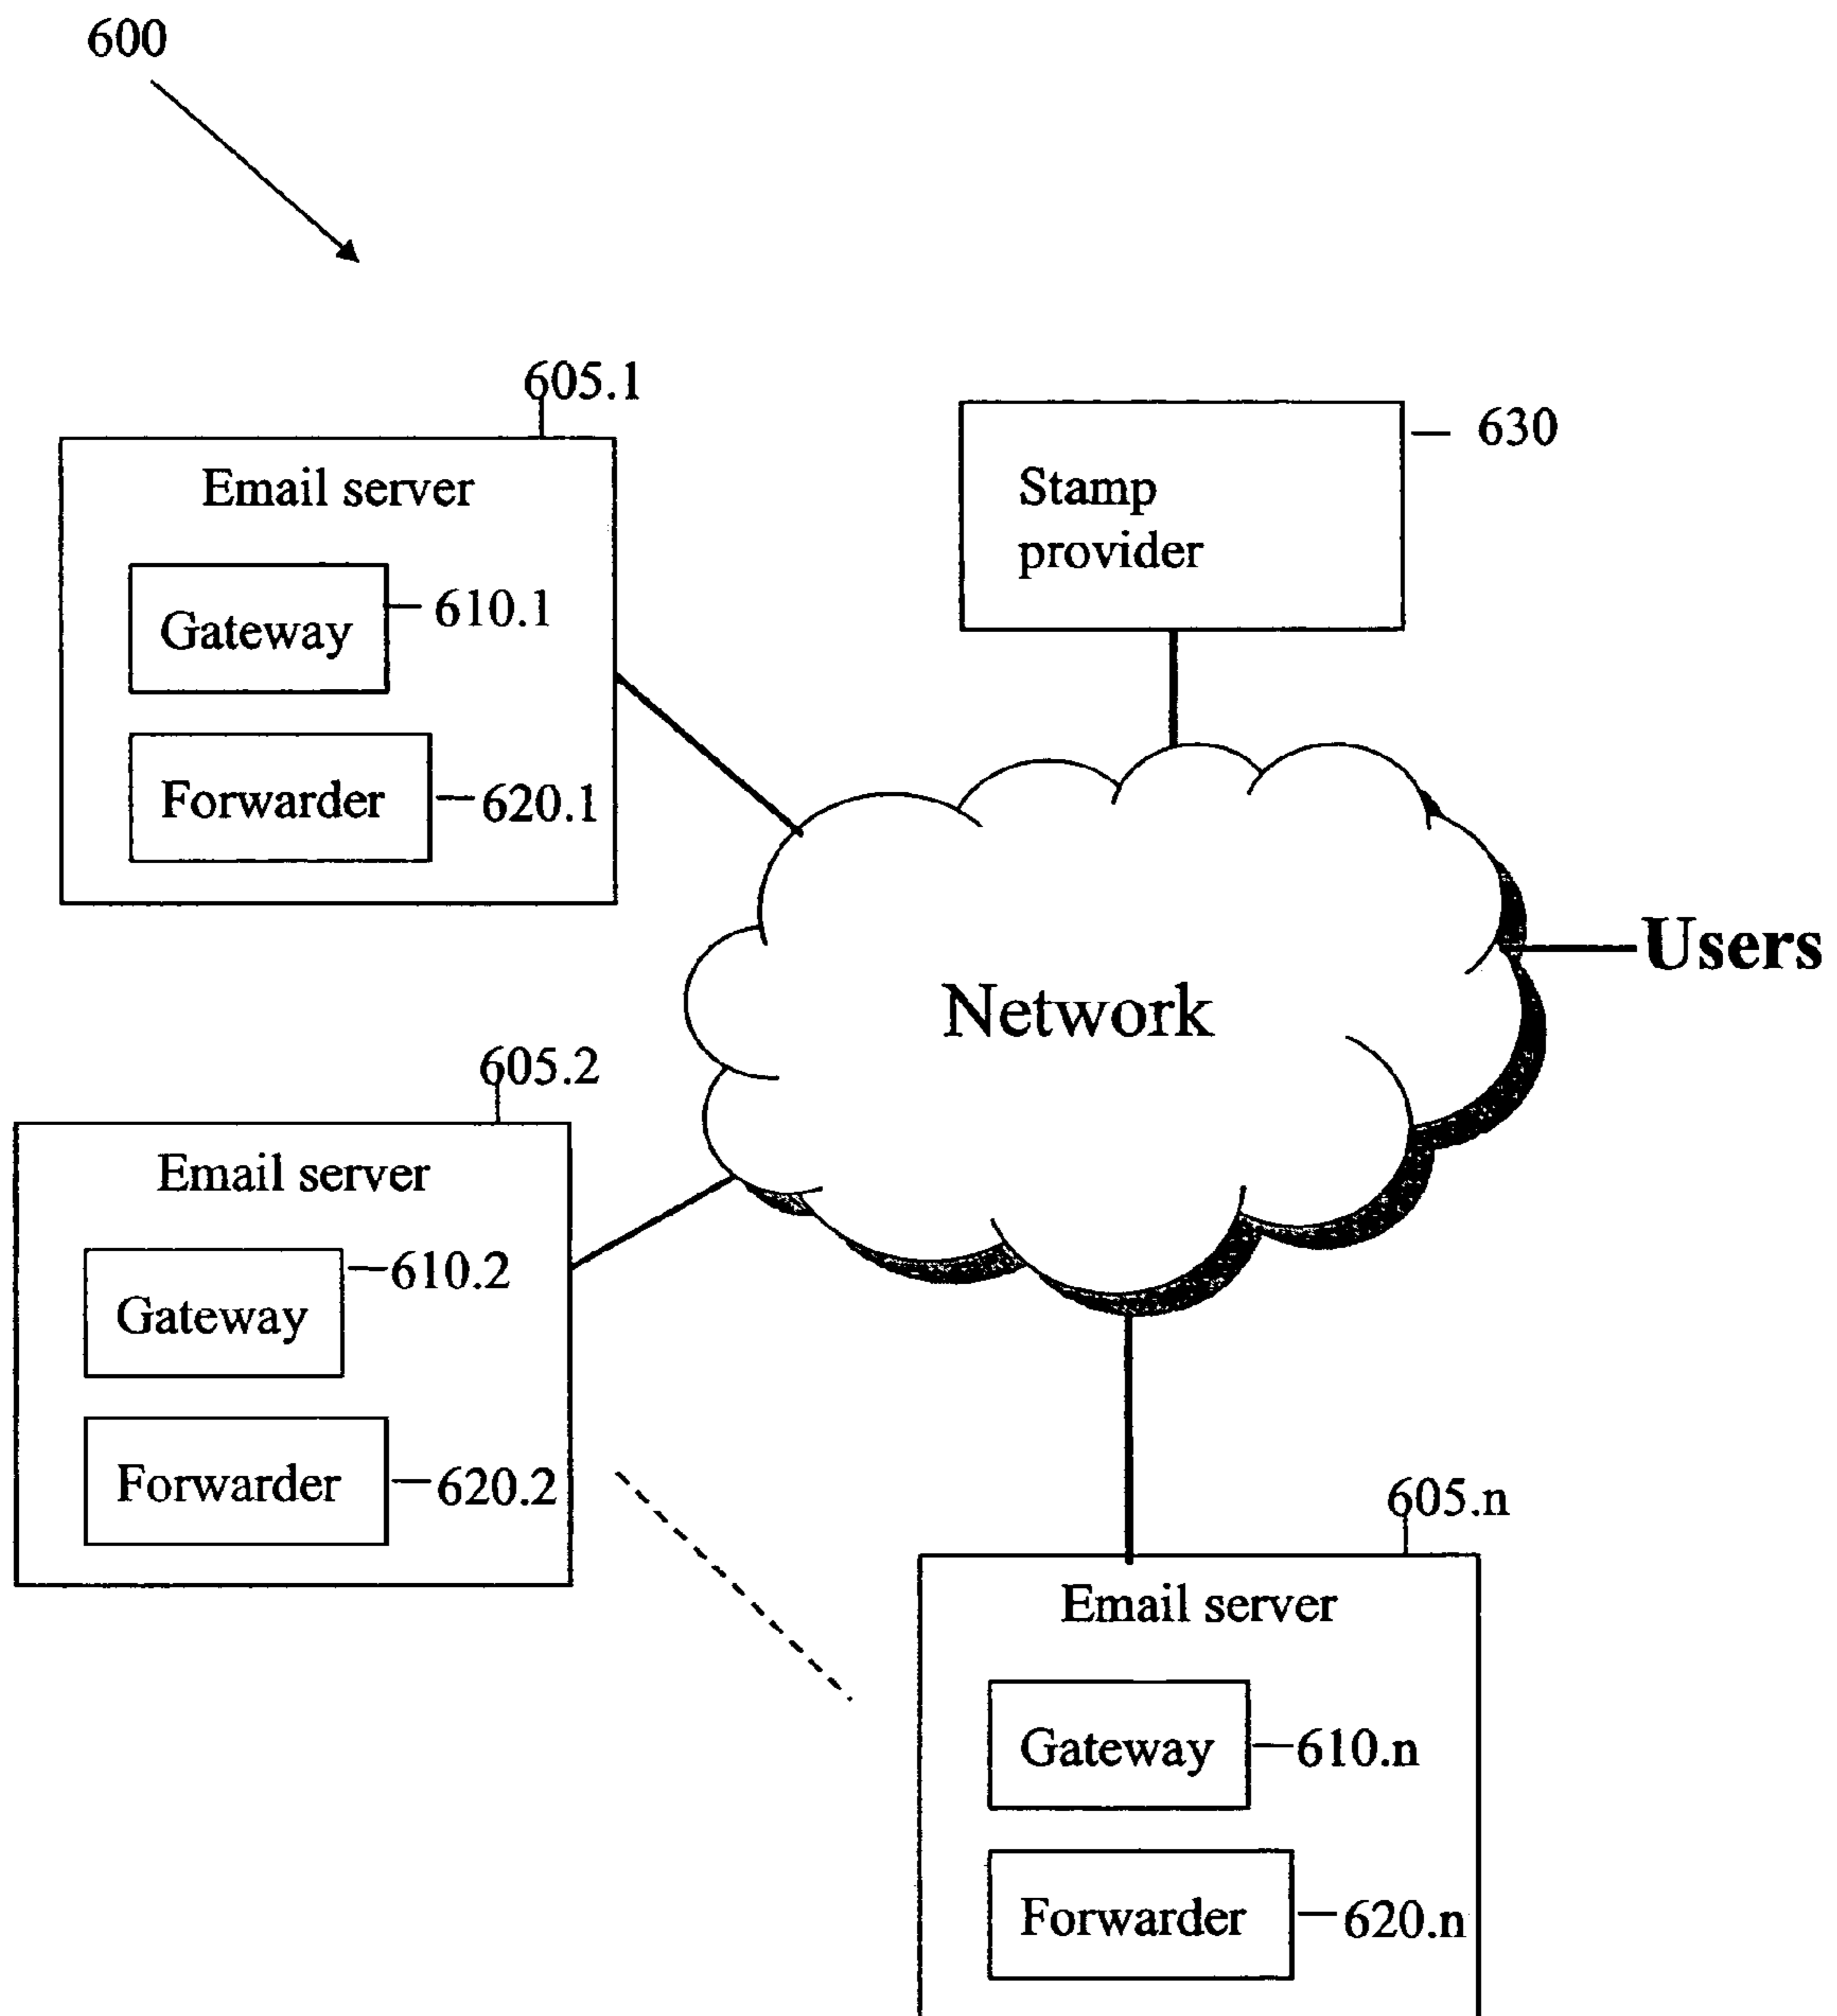 600
605.1
Email server
Gateway
610.1
Forwarder
620.1
630
Stamp
provider
Network
Users
605.2
Email server
Gateway
610.2
Forwarder
620.2
605.n
Email server
Gateway
610.n
Forwarder
620.n